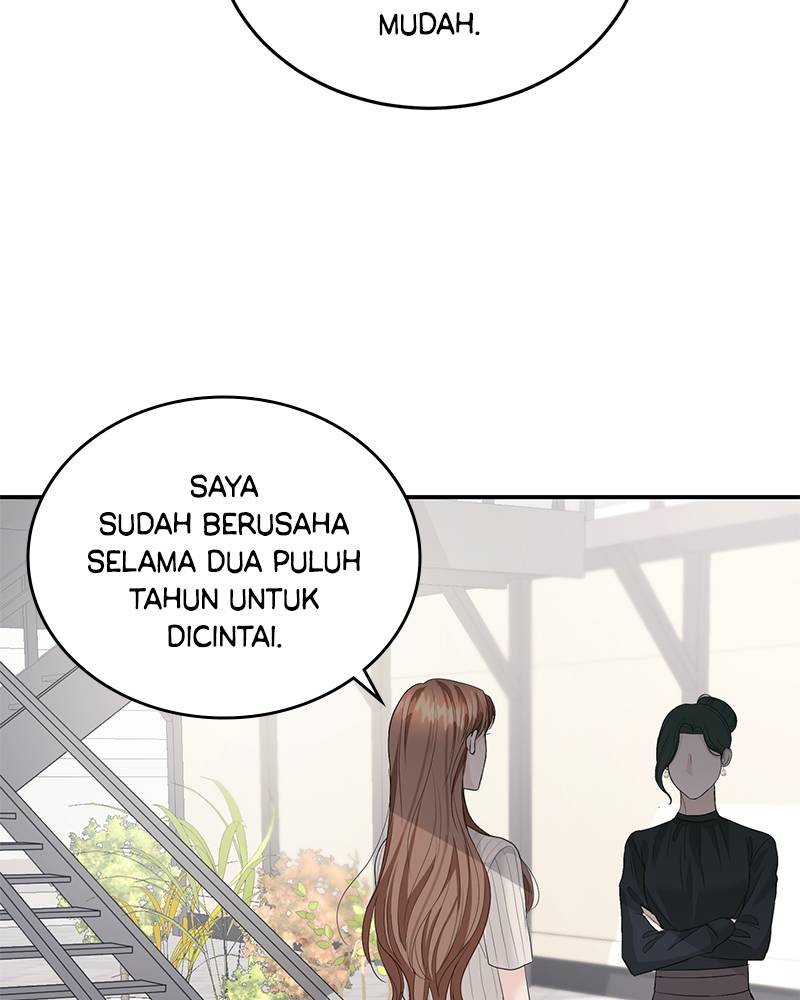 MUDAH.
SAYA
SUDAH BERUSAHA
SELAMA DUA PULUH
TAHUN UNTUK
DICINTAI.